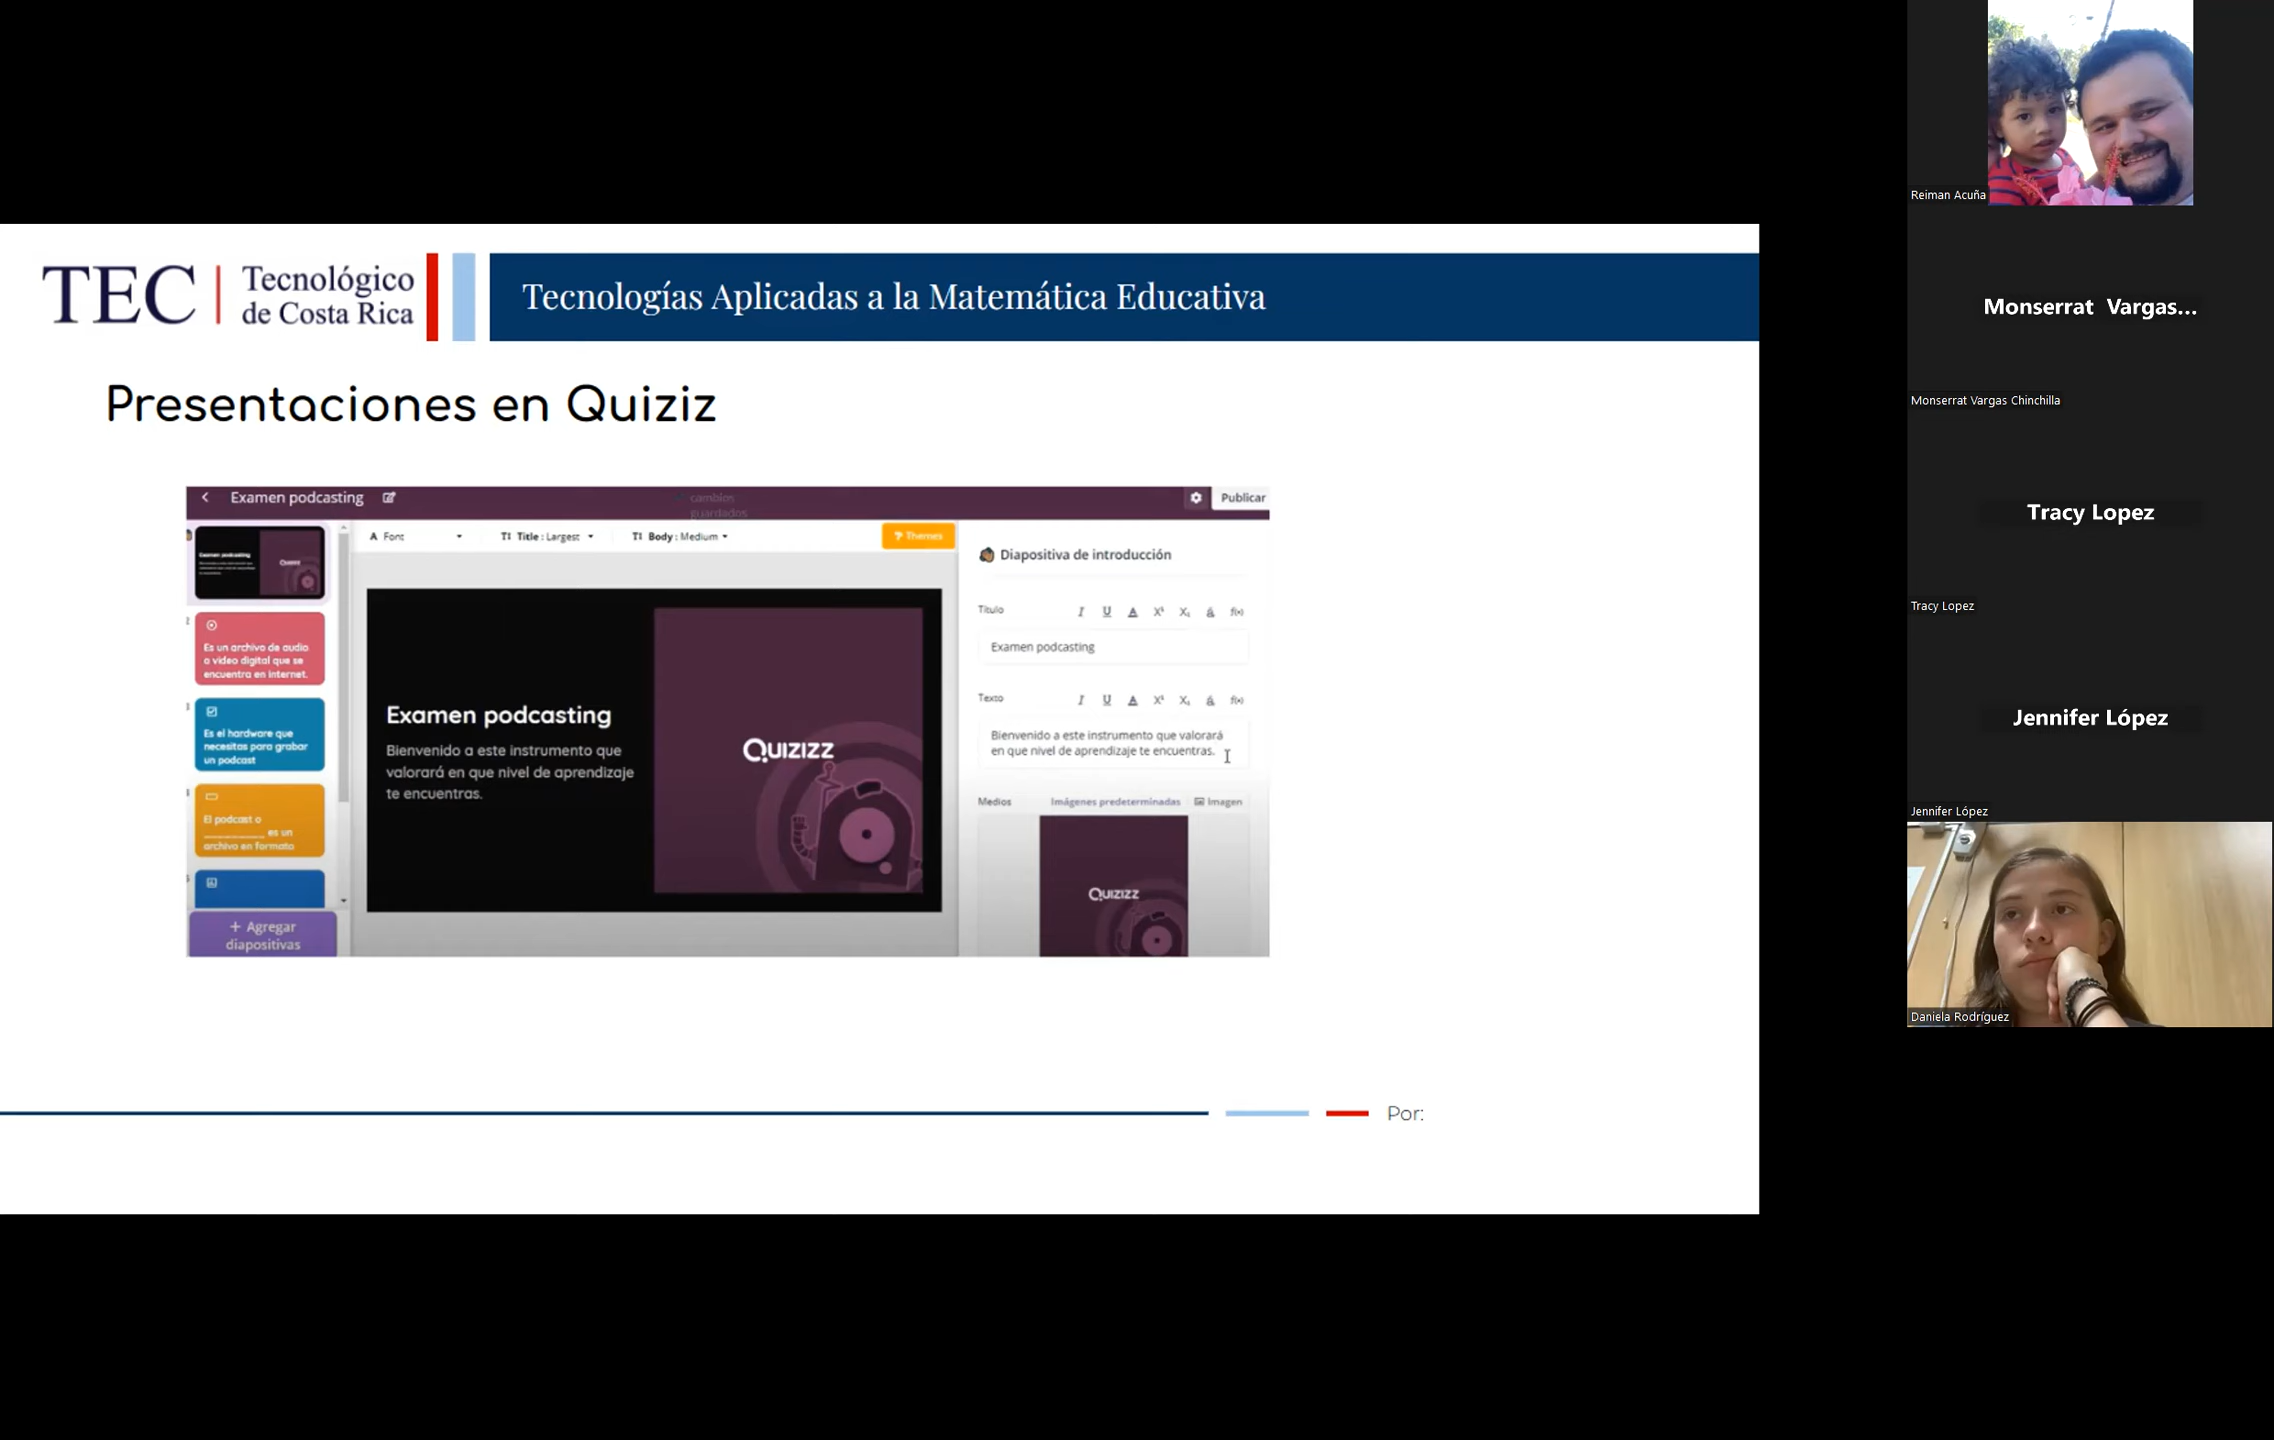 TEC | Tecnológico
de Costa Rica
Tecnologías Aplicadas a la Matemática Educativa
Presentaciones en Quiziz
Examen podcasting
cambios
guardados
Publicar
Font
Title : Largest
Body : Medium
Themes
Es un archivo de audio
o video digital que se
encuentra en internet.
Es el hardware que
necesitas para grabar
un podcast
El podcast o
____________ es un
archivo en formato
+ Agregar
diapositivas
Examen podcasting
Bienvenido a este instrumento que
valorará en que nivel de aprendizaje
te encuentras.
Quizizz
Diapositiva de introducción
Título
Examen podcasting
Texto
Bienvenido a este instrumento que valorará
en que nivel de aprendizaje te encuentras.
Medios
Imágenes predeterminadas
Imagen
Quizizz
Por:
Reiman Acuña
Monserrat Vargas...
Monserrat Vargas Chinchilla
Tracy Lopez
Tracy Lopez
Jennifer López
Jennifer López
Daniela Rodríguez